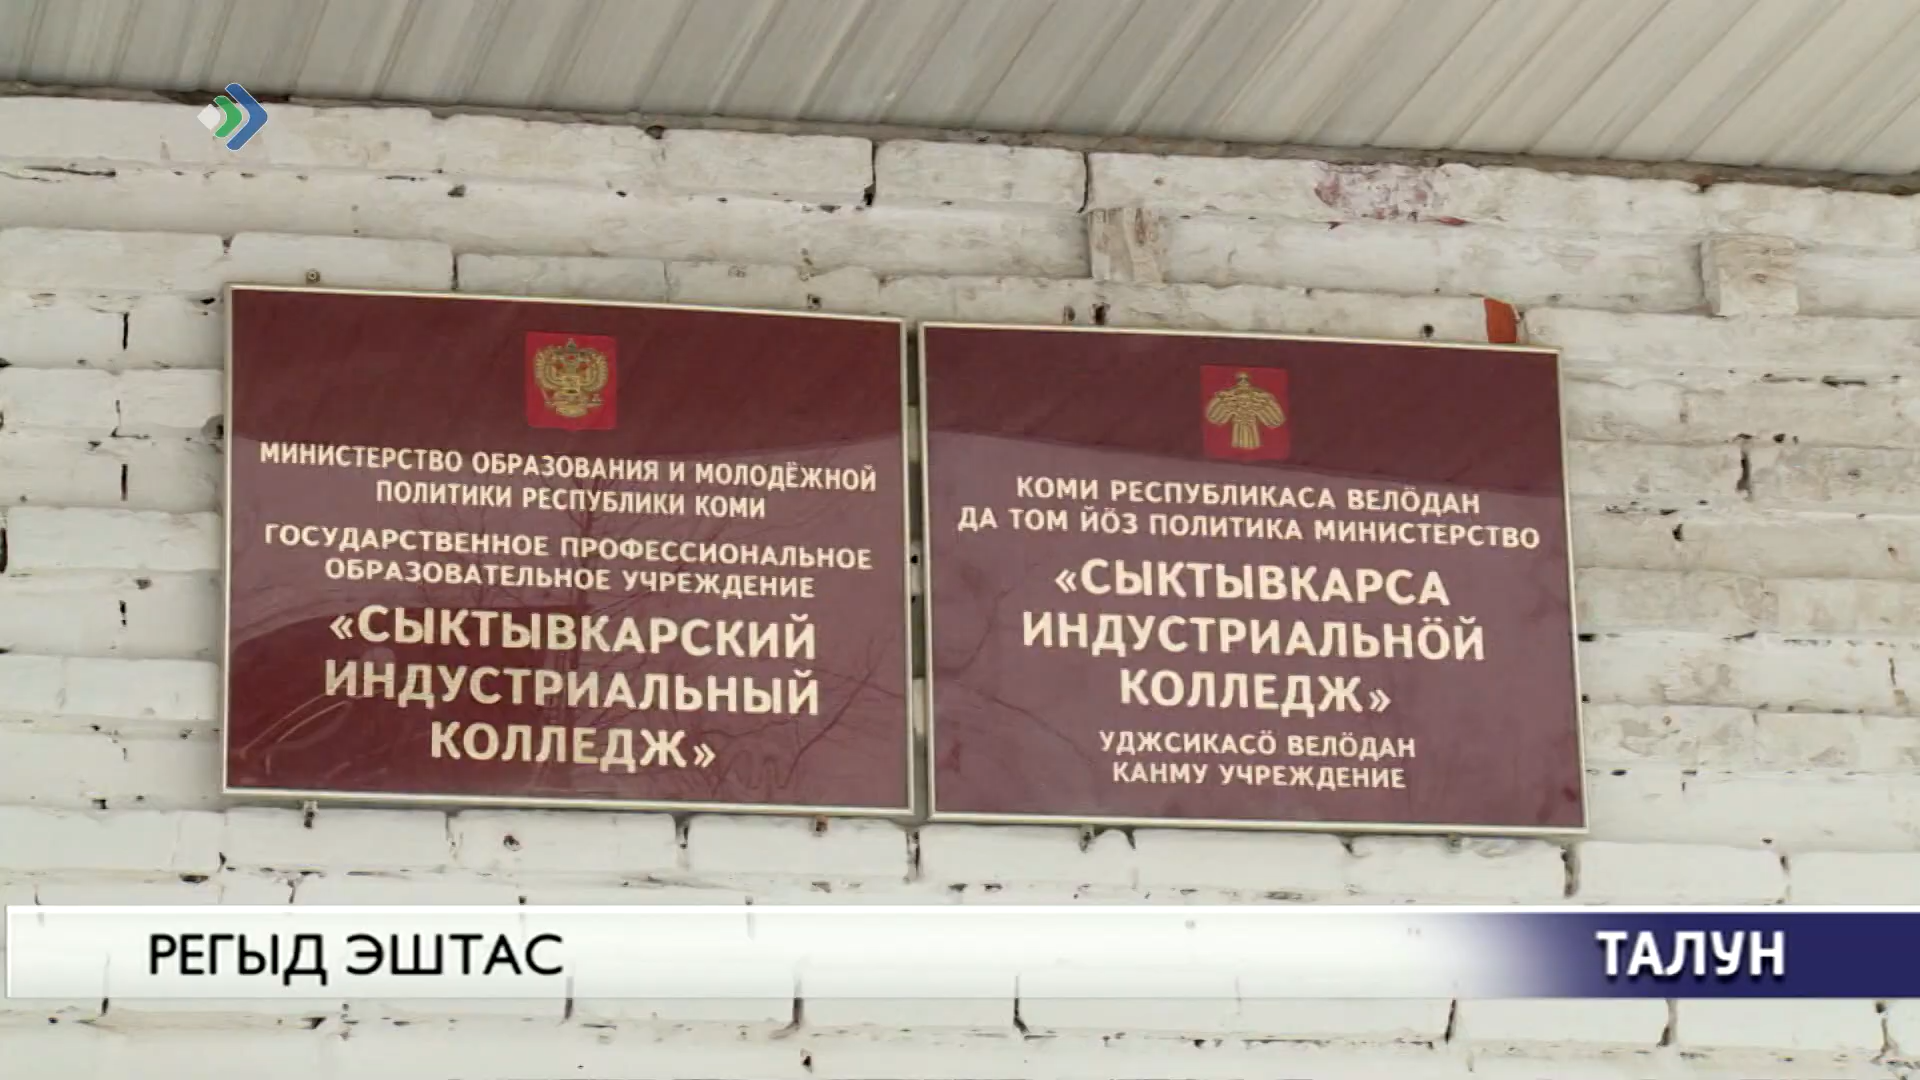 МИНИСТЕРСТВО ОБРАЗОВАНИЯ И МОЛОДЁЖНОЙ
ПОЛИТИКИ РЕСПУБЛИКИ КОМИ
ГОСУДАРСТВЕННОЕ ПРОФЕССИОНАЛЬНОЕ
ОБРАЗОВАТЕЛЬНОЕ УЧРЕЖДЕНИЕ
«СЫКТЫВКАРСКИЙ
ИНДУСТРИАЛЬНЫЙ
КОЛЛЕДЖ»
КОМИ РЕСПУБЛИКАСА ВЕЛӦДАН
ДА ТОМ ЙӦЗ ПОЛИТИКА МИНИСТЕРСТВО
«СЫКТЫВКАРСА
ИНДУСТРИАЛЬНӦЙ
КОЛЛЕДЖ»
УДЖСИКАСӦ ВЕЛӦДАН
КАНМУ УЧРЕЖДЕНИЕ
РЕГЫД ЭШТАС
ТАЛУН